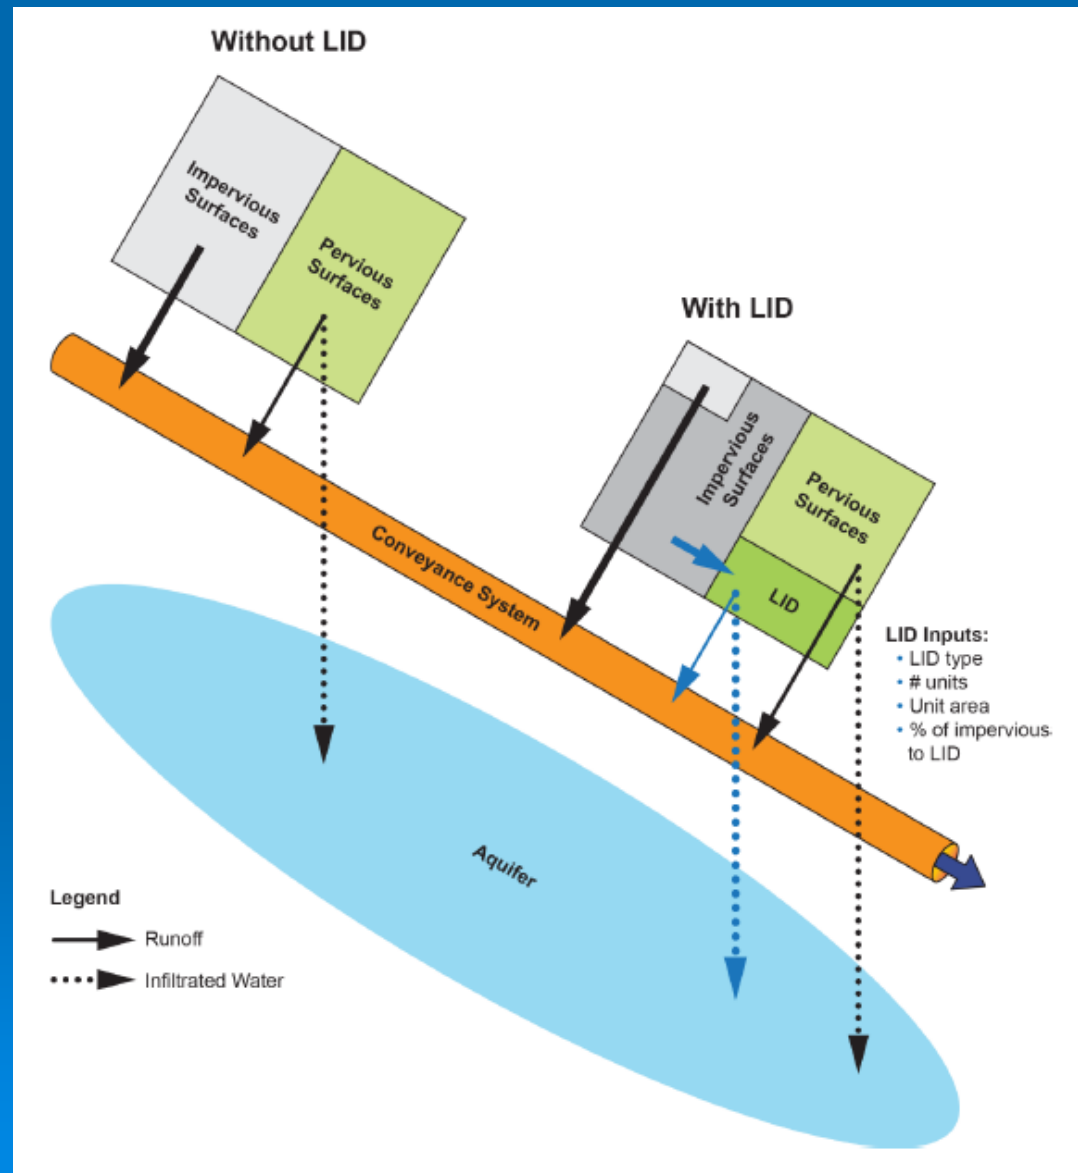 Without LID
Impervious
Surfaces
Pervious
Surfaces
With LID
Impervious
Surfaces
Pervious
Surfaces
LID
Conveyance System
LID Inputs:
• LID type
• # units
• Unit area
• % of impervious
to LID
Aquifer
Legend
Runoff
Infiltrated Water